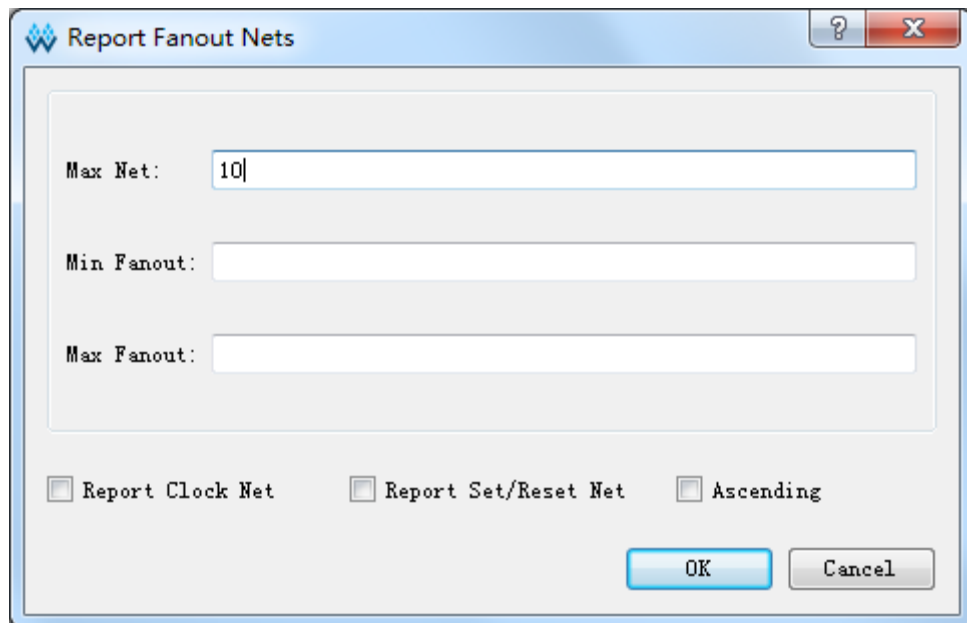 Report Fanout Nets
?
X
Max Net: 10
Min Fanout:
Max Fanout:
Report Clock Net Report Set/Reset Net Ascending
OK Cancel